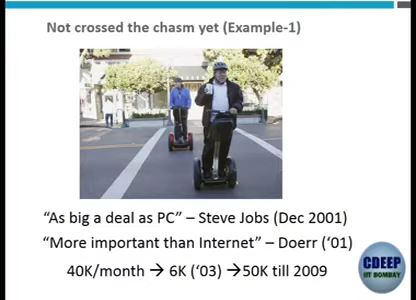 Not crossed the chasm yet (Example-1)
“As big a deal as PC” – Steve Jobs (Dec 2001)
“More important than Internet” – Doerr (‘01)
40K/month → 6K (‘03) →50K till 2009
CDEEP
IIT BOMBAY